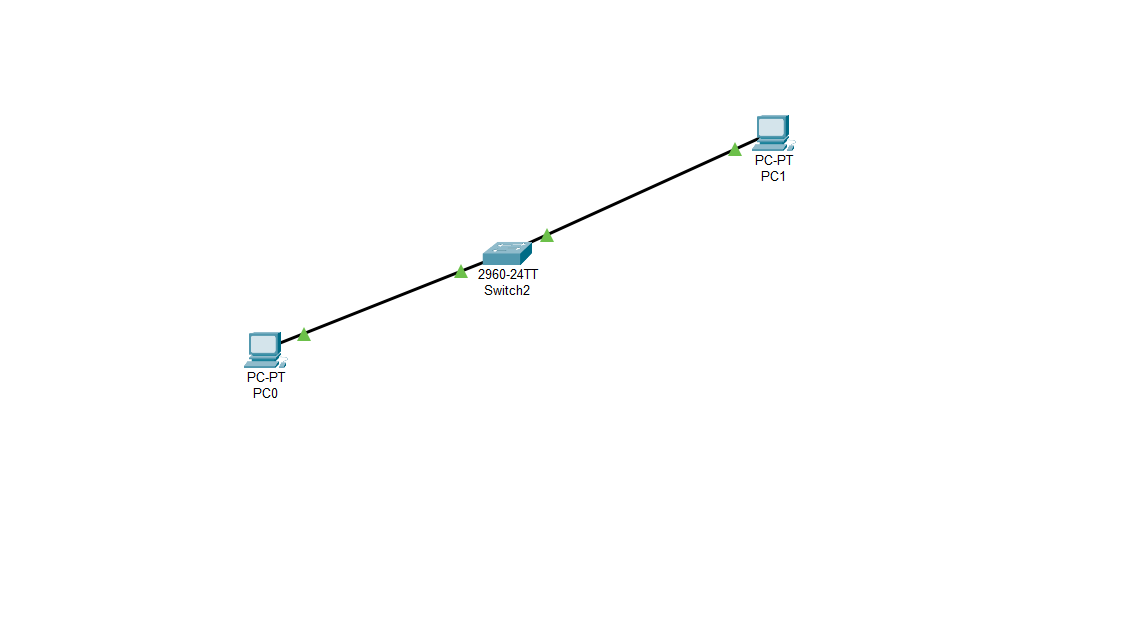 PC-PT
PC1
2960-24TT
Switch2
PC-PT
PC0